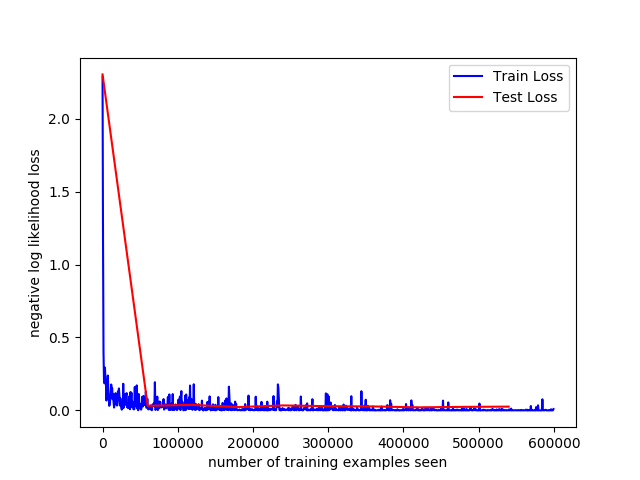 Train Loss
Test Loss
negative log likelihood loss
2.0
1.5
1.0
0.5
0.0
0 100000 200000 300000 400000 500000 600000
number of training examples seen